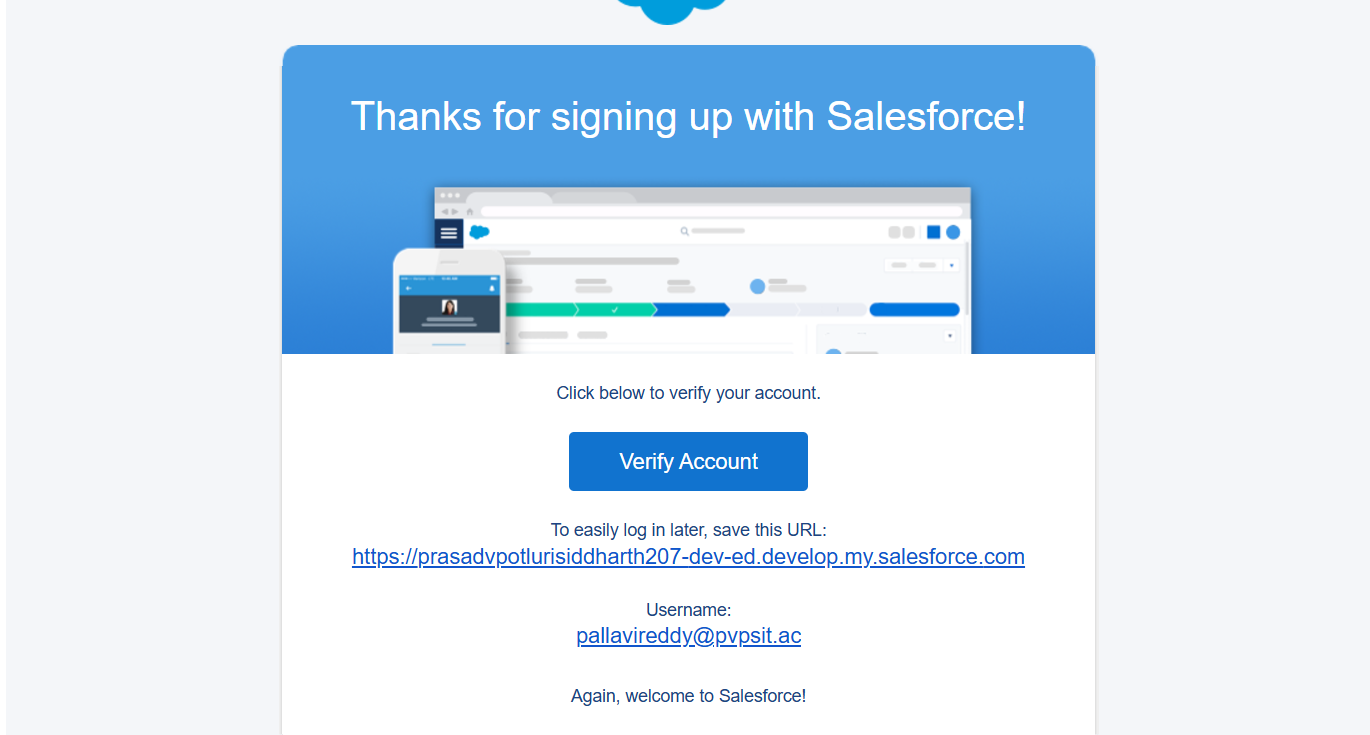 Thanks for signing up with Salesforce!
Click below to verify your account.
Verify Account
To easily log in later, save this URL:
https://prasadvpotlurisiddharth207-dev-ed.develop.my.salesforce.com
Username:
pallavireddy@pvpsit.ac
Again, welcome to Salesforce!